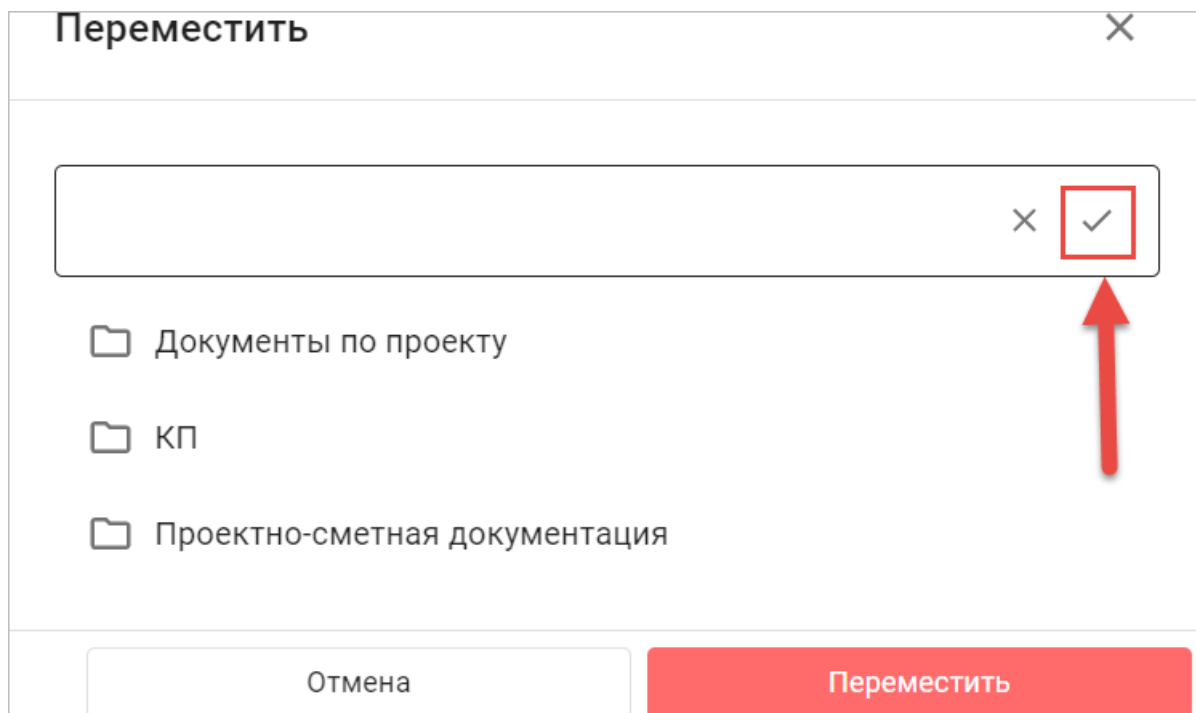 Переместить
Документы по проекту
КП
Проектно-сметная документация
Отмена
Переместить